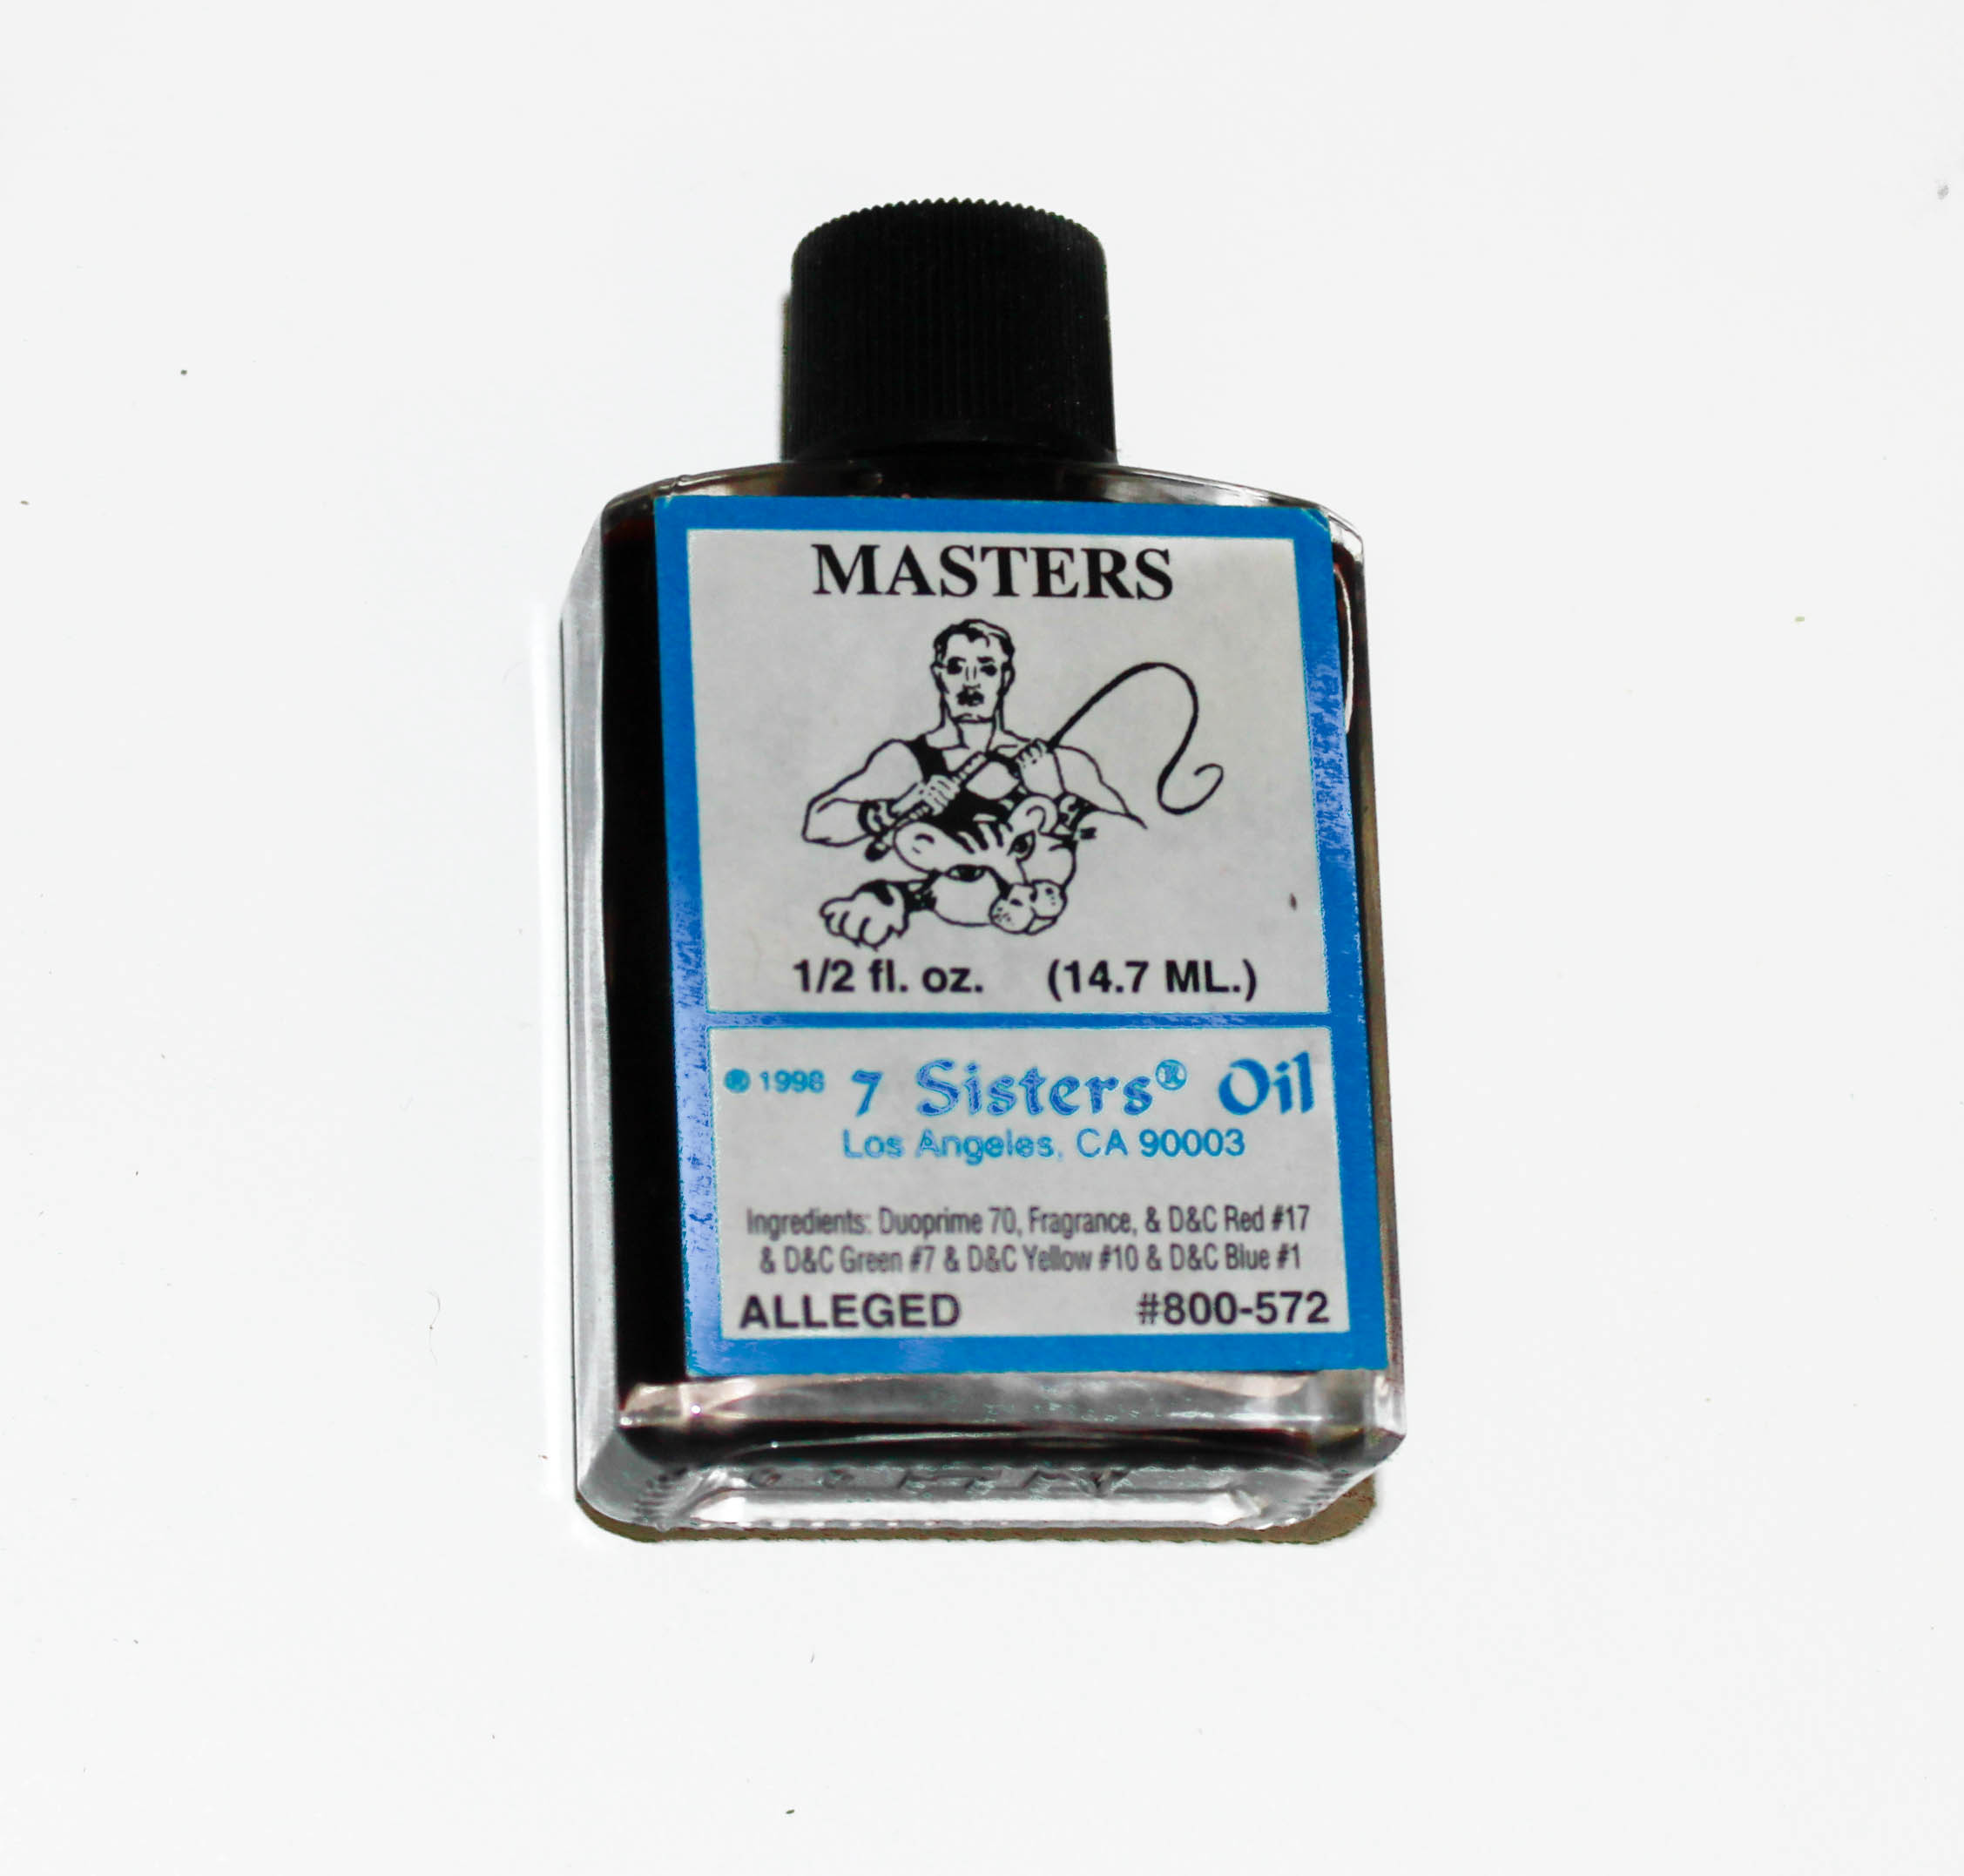 MASTERS
1/2 fl. oz. (14.7 ML.)
® 1998 7 Sisters® Oil
Los Angeles, CA 90003
Ingredients: Duoprime 70, Fragrance, & D&C Red #17
& D&C Green #7 & D&C Yellow #10 & D&C Blue #1
ALLEGED #800-572